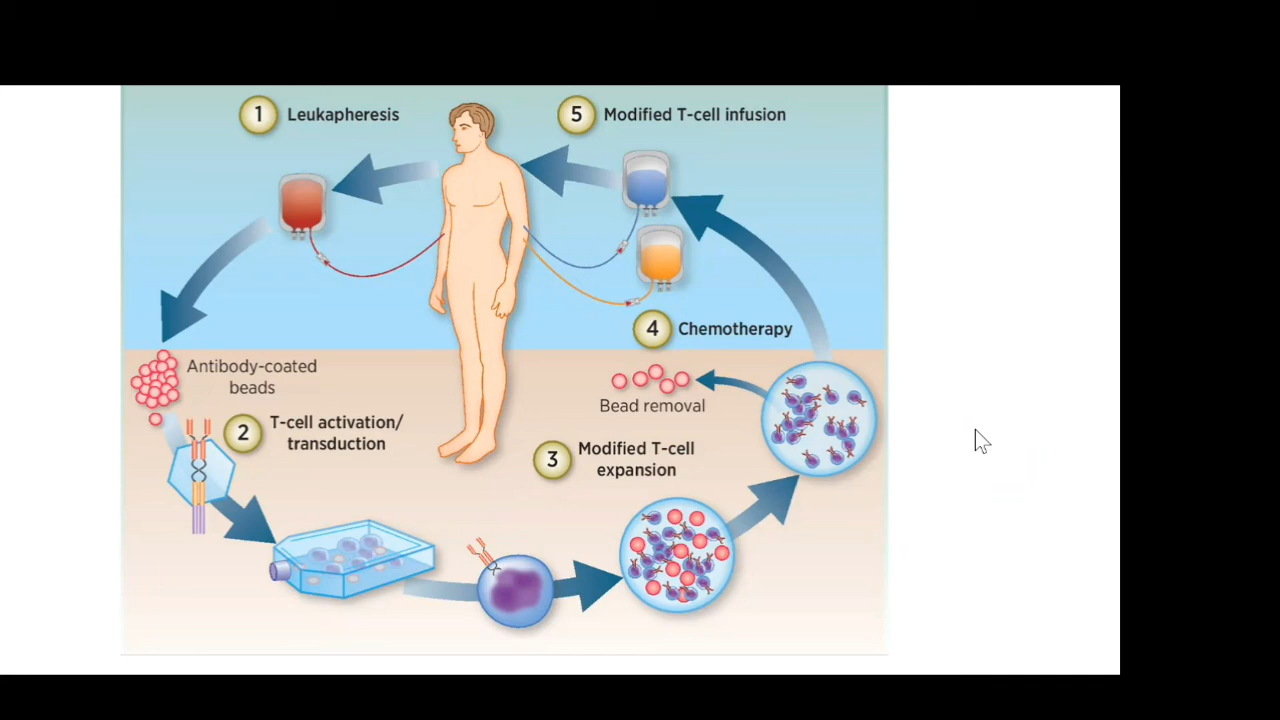 1 Leukapheresis
5 Modified T-cell infusion
4 Chemotherapy
Antibody-coated
beads
2 T-cell activation/
transduction
Bead removal
3 Modified T-cell
expansion